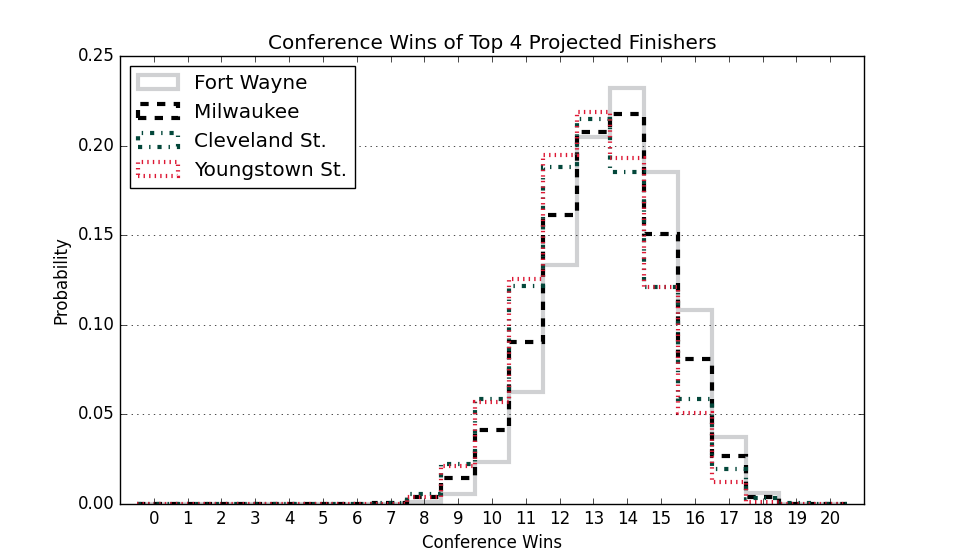 Conference Wins of Top 4 Projected Finishers
0.25
Fort Wayne
Milwaukee
Cleveland St.
Youngstown St.
0.20
0.15
0.10
0.05
0.00
Probability
0 1 2 3 4 5 6 7 8 9 10 11 12 13 14 15 16 17 18 19 20
Conference Wins